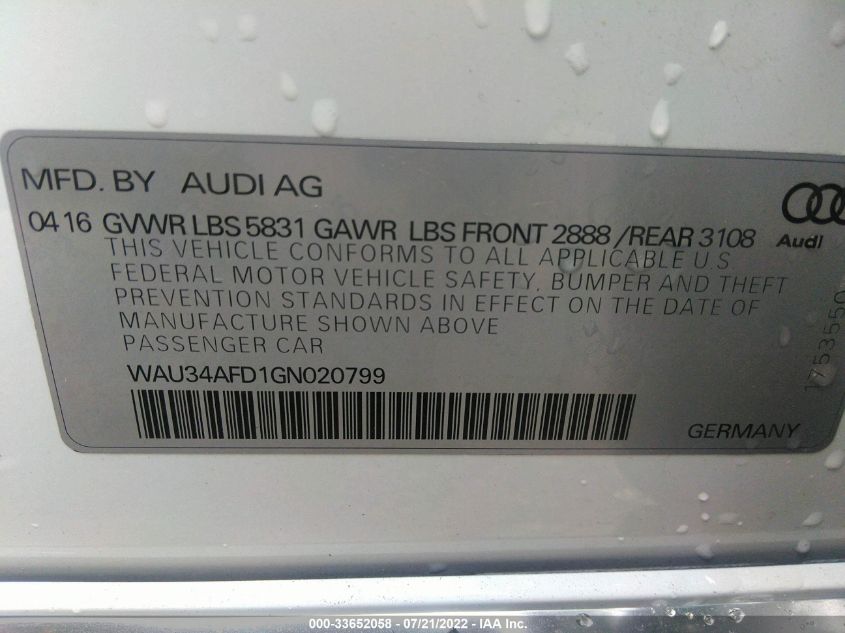 MFD. BY AUDI AG
04 16 GVWR LBS 5831 GAWR LBS FRONT 2888 / REAR 3108
Audi
THIS VEHICLE CONFORMS TO ALL APPLICABLE U.S
FEDERAL MOTOR VEHICLE SAFETY, BUMPER AND THEFT
PREVENTION STANDARDS IN EFFECT ON THE DATE OF
MANUFACTURE SHOWN ABOVE
PASSENGER CAR
WAU34AFD1GN020799
GERMANY
1753550
000-33652058 - 07/21/2022 - IAA Inc.